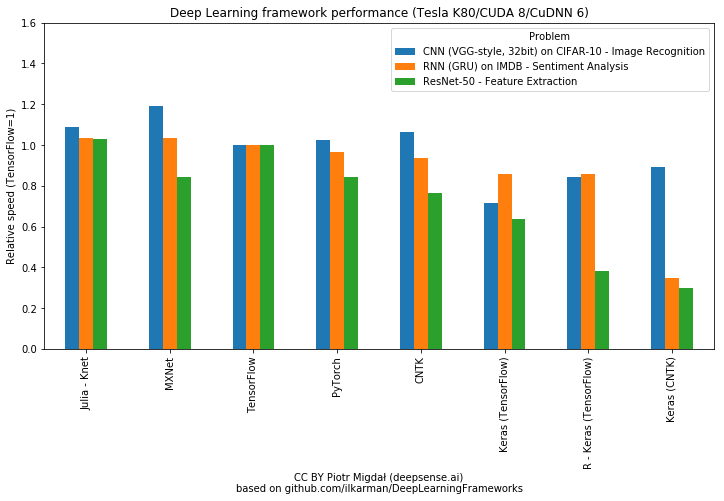 Deep Learning framework performance (Tesla K80/CUDA 8/CuDNN 6)
Problem
CNN (VGG-style, 32bit) on CIFAR-10 - Image Recognition
RNN (GRU) on IMDB - Sentiment Analysis
ResNet-50 - Feature Extraction
Relative speed (TensorFlow=1)
1.6
1.4
1.2
1.0
0.8
0.6
0.4
0.2
0.0
Julia - Knet
MXNet
TensorFlow
PyTorch
CNTK
Keras (TensorFlow)
R - Keras (TensorFlow)
Keras (CNTK)
CC BY Piotr Migdał (deepsense.ai)
based on github.com/ilkarman/DeepLearningFrameworks